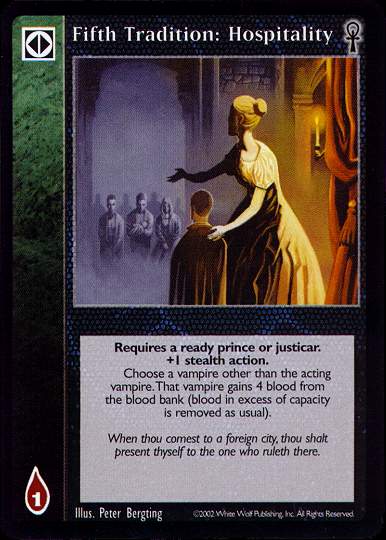 Fifth Tradition: Hospitality
Requires a ready prince or justicar.
+1 stealth action.
Choose a vampire other than the acting
vampire. That vampire gains 4 blood from
the blood bank (blood in excess of capacity
is removed as usual).
When thou comest to a foreign city, thou shalt
present thyself to the one who ruleth there.
1
Illus. Peter Bergting
©2002 White Wolf Publishing, Inc. All Rights Reserved.